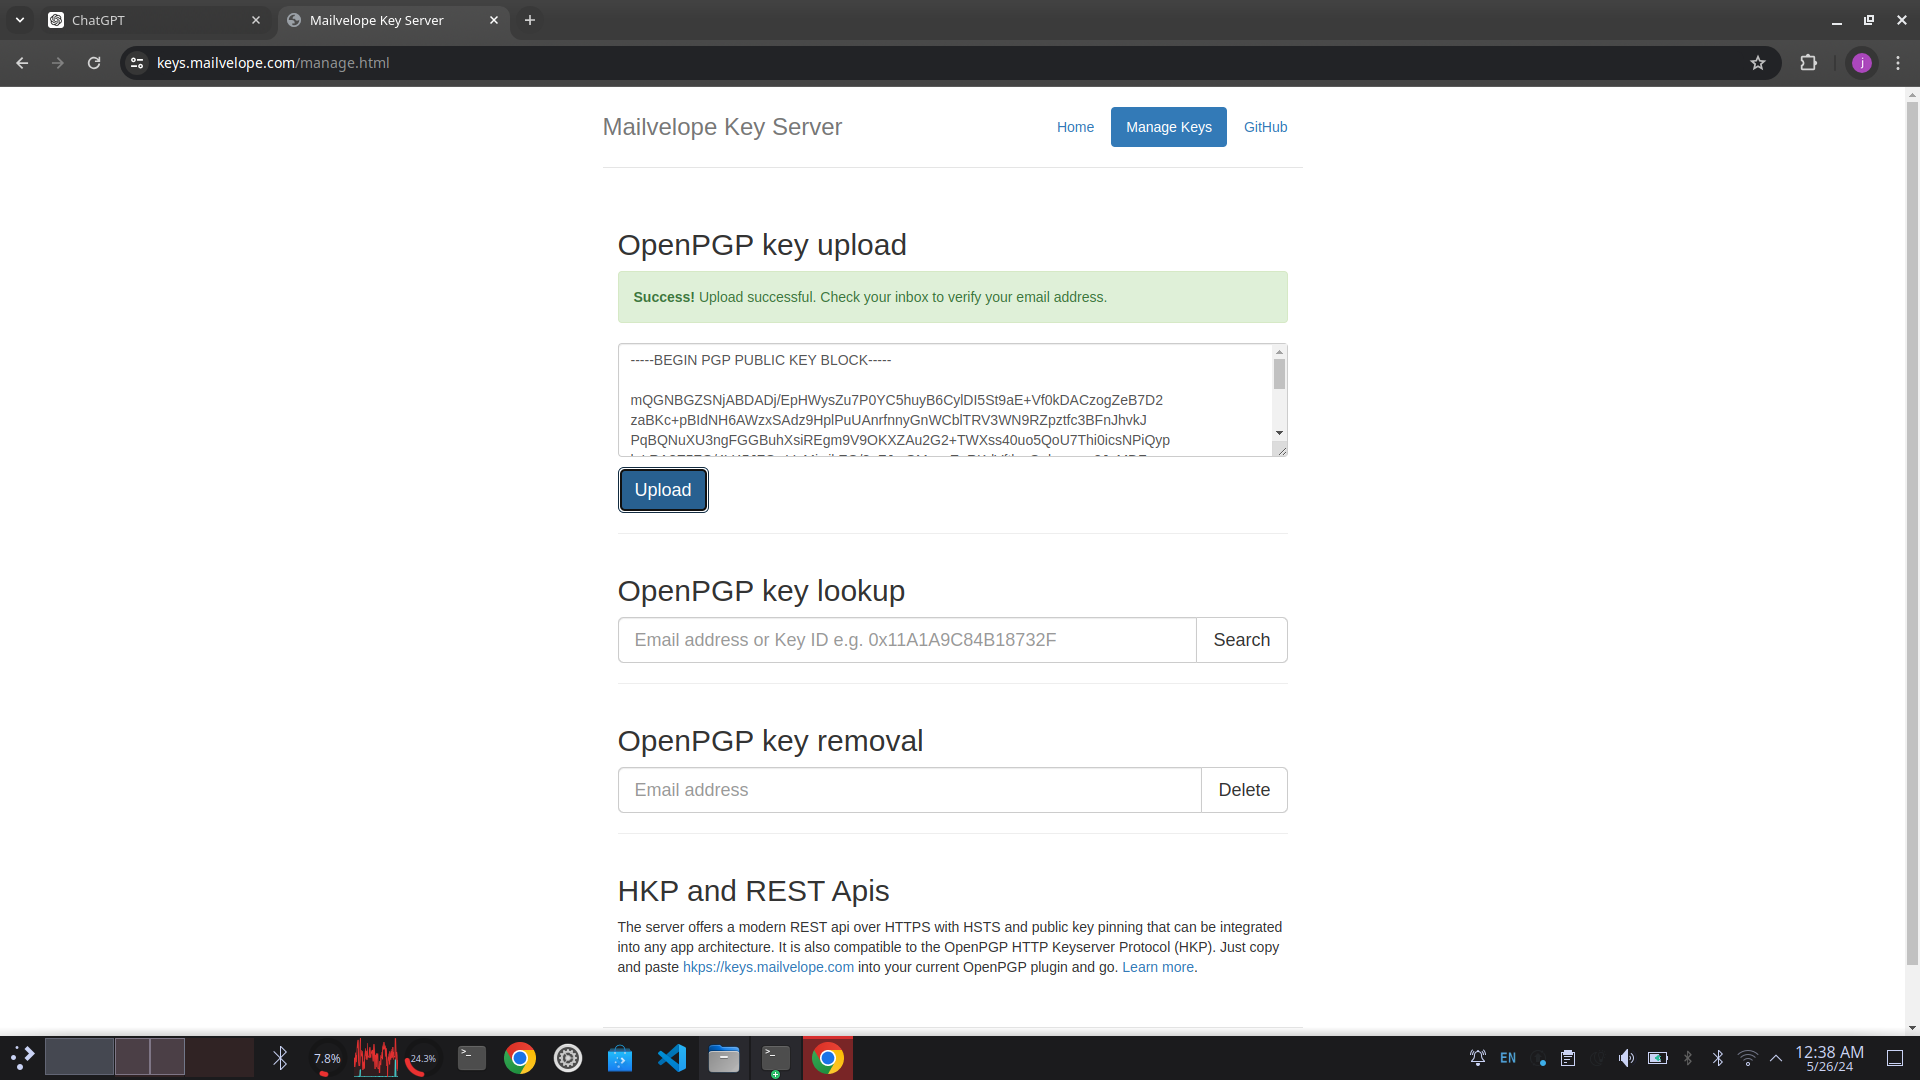 ChatGPT
Mailvelope Key Server
keys.mailvelope.com/manage.html
j
Mailvelope Key Server
Home
Manage Keys
GitHub
OpenPGP key upload
Success! Upload successful. Check your inbox to verify your email address.
-----BEGIN PGP PUBLIC KEY BLOCK-----
mQGNBGZSNjABDADj/EpHWysZu7P0YC5huyB6CylDI5St9aE+Vf0kDACzogZeB7D2
zaBKc+pBIdNH6AWzxSAdz9HplPuUAnrfnnyGnWCblTRV3WN9RZpztfc3BFnJhvkJ
PqBQNuXU3ngFGGBuhXsiREgm9V9OKXZAu2G2+TWXss40uo5QoU7Thi0icsNPiQyp
Upload
OpenPGP key lookup
Email address or Key ID e.g. 0x11A1A9C84B18732F
Search
OpenPGP key removal
Email address
Delete
HKP and REST Apis
The server offers a modern REST api over HTTPS with HSTS and public key pinning that can be integrated
into any app architecture. It is also compatible to the OpenPGP HTTP Keyserver Protocol (HKP). Just copy
and paste hkps://keys.mailvelope.com into your current OpenPGP plugin and go. Learn more.
7.8%
24.3%
EN
12:38 AM
5/26/24